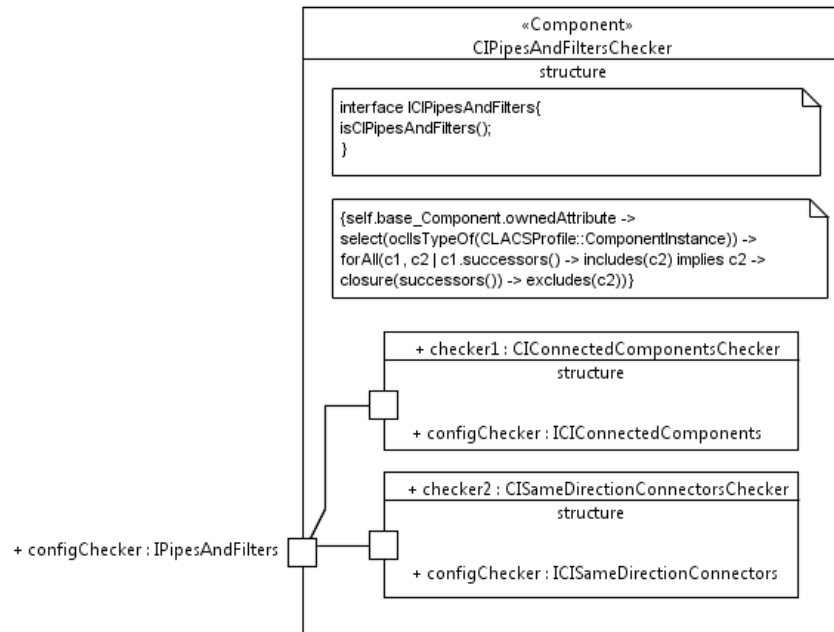 «Component»
CIPipesAndFiltersChecker
structure
interface ICIPipesAndFilters{
isCIPipesAndFilters();
}
{self.base_Component.ownedAttribute ->
select(oclIsTypeOf(CLACSProfile::ComponentInstance)) ->
forAll(c1, c2 | c1.successors() -> includes(c2) implies c2 ->
closure(successors()) -> excludes(c2))}
+ checker1 : CIConnectedComponentsChecker
structure
+ configChecker : ICIConnectedComponents
+ checker2 : CISameDirectionConnectorsChecker
structure
+ configChecker : IPipesAndFilters
+ configChecker : ICISameDirectionConnectors